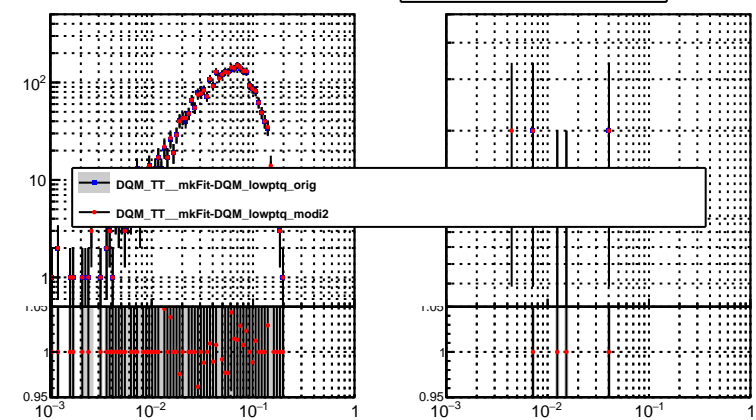 10²
10
DQM_TT__mkFit-DQM_lowptq_orig
DQM_TT__mkFit-DQM_lowptq_modi2
1
1.05 1.05
1 1
0.95 0.95
10⁻³ 10⁻² 10⁻¹ 1 10⁻³ 10⁻² 10⁻¹ 1